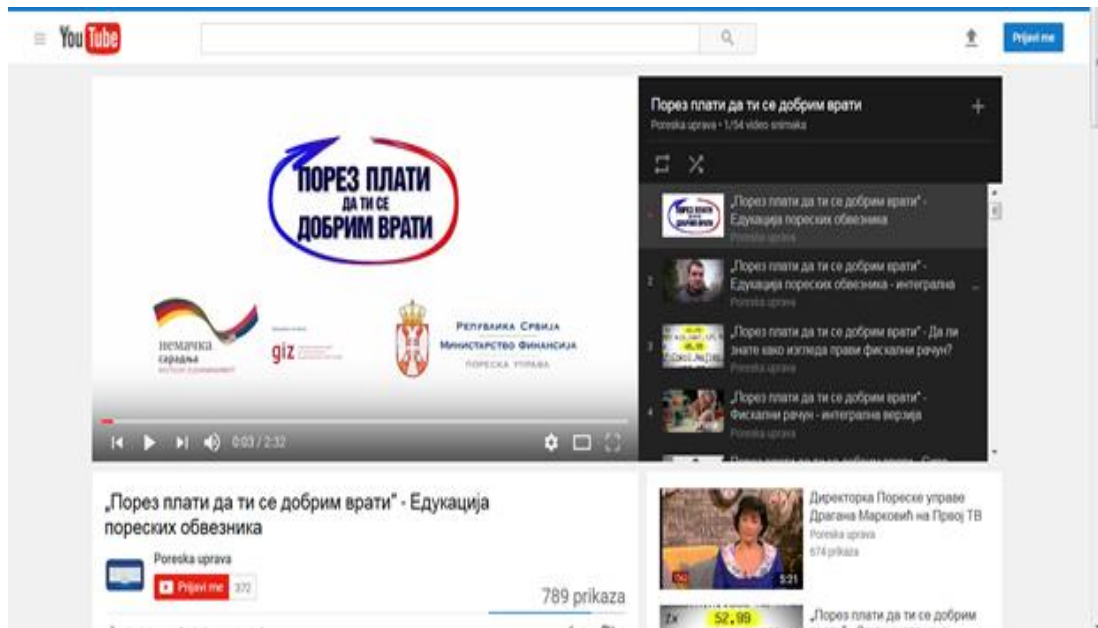 You Tube
Prijavi me
ПОРЕЗ ПЛАТИ
ДА ТИ СЕ
ДОБРИМ ВРАТИ
немачка
сарадња
giz
Република Србија
Министарство финансија
ПОРЕСКА УПРАВА
0:03 / 2:32
Порез плати да ти се добрим врати
Poreska uprava • 1/54 video snimaka
„Порез плати да ти се добрим врати" -
Едукација пореских обвезника
Poreska uprava
2
„Порез плати да ти се добрим врати" -
Едукација пореских обвезника - интегрална
Poreska uprava
3
„Порез плати да ти се добрим врати" - Да ли
знате како изгледа прави фискални рачун?
Poreska uprava
4
„Порез плати да ти се добрим врати" -
Фискални рачун - интегрална верзија
Poreska uprava
„Порез плати да ти се добрим врати" - Едукација
пореских обвезника
Poreska uprava
Prijavi me 372
789 prikaza
Директорка Пореске управе
Драгана Марковић на Првој ТВ
Poreska uprava
674 prikaza
5:21
52,99
„Порез плати да ти се добрим